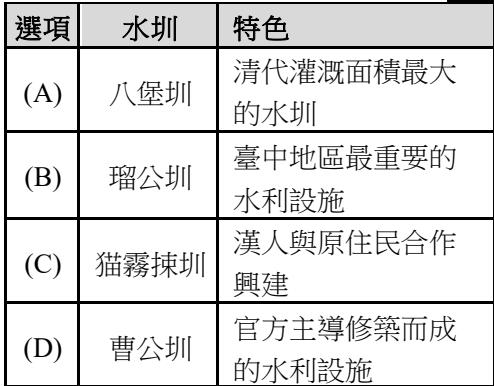 選項 水圳 特色
(A) 八堡圳 清代灌溉面積最大
的水圳
(B) 瑠公圳 臺中地區最重要的
水利設施
(C) 猫霧捒圳 漢人與原住民合作
興建
(D) 曹公圳 官方主導修築而成
的水利設施